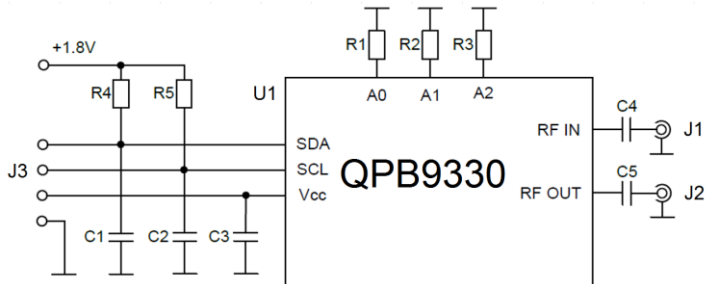 R1 R2 R3
+1.8V
R4 R5 U1 A0 A1 A2
C4
SDA RF IN J1
J3 SCL QPB9330 C5
Vcc RF OUT J2
C1 C2 C3